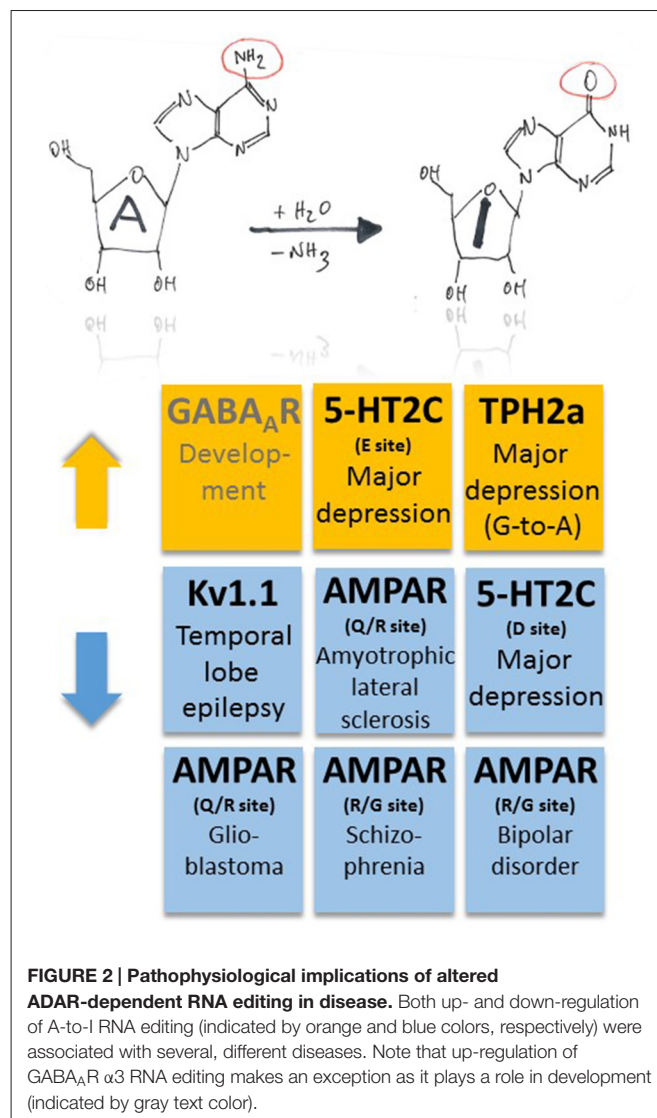 NH2
O
N
N
N
NH
N
N
N
N
OH
O
A
OH
O
I
+ H2O
- NH3
OH
OH
OH
OH
GABAAR
Develop-
ment
5-HT2C
(E site)
Major
depression
TPH2a
Major
depression
(G-to-A)
Kv1.1
Temporal
lobe
epilepsy
AMPAR
(Q/R site)
Amyotrophic
lateral
sclerosis
5-HT2C
(D site)
Major
depression
AMPAR
(Q/R site)
Glio-
blastoma
AMPAR
(R/G site)
Schizo-
phrenia
AMPAR
(R/G site)
Bipolar
disorder
FIGURE 2 | Pathophysiological implications of altered
ADAR-dependent RNA editing in disease. Both up- and down-regulation
of A-to-I RNA editing (indicated by orange and blue colors, respectively) were
associated with several, different diseases. Note that up-regulation of
GABAAR α3 RNA editing makes an exception as it plays a role in development
(indicated by gray text color).